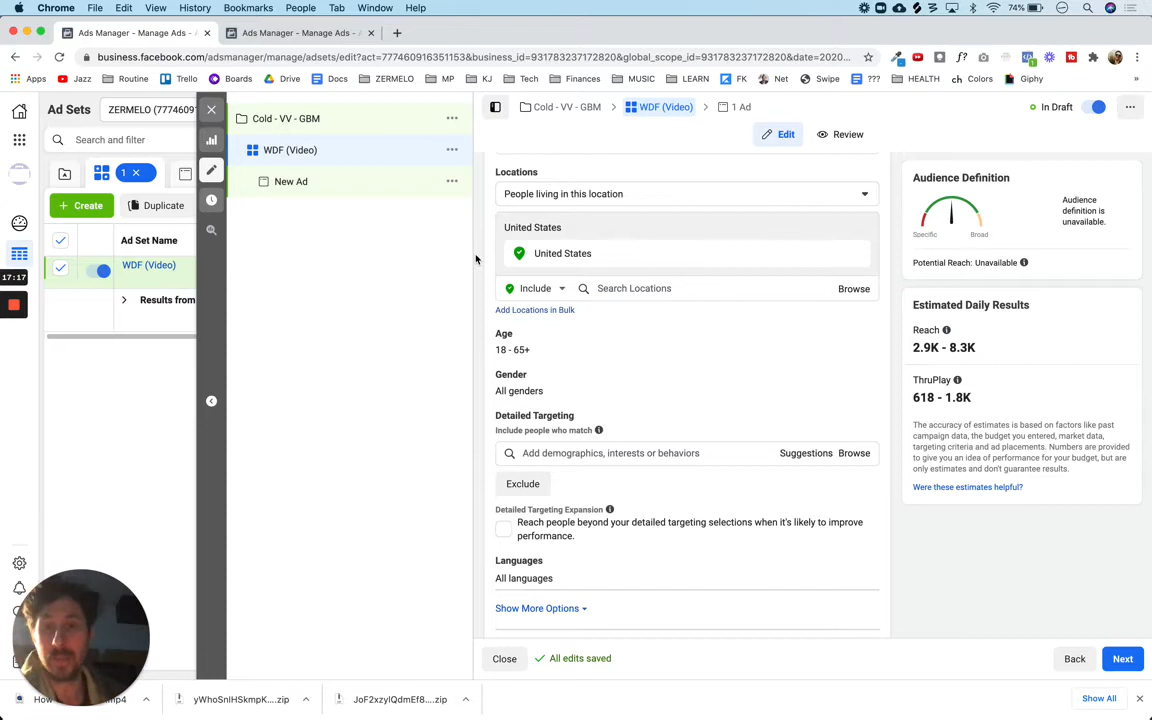 Chrome File Edit View History Bookmarks People Tab Window Help 74%
Ads Manager - Manage Ads - Ads Manager - Manage Ads -
business.facebook.com/adsmanager/manage/adsets/edit?act=77746091635​1153&business_id=931783237172820&global_scope_id=931783237172820&date=2020...
Apps Jazz Routine Trello Boards Drive Docs ZERMELO MP KJ Tech Finances MUSIC LEARN FK Net Swipe ??? HEALTH ch Colors Giphy »
Ad Sets ZERMELO (7774609
Search and filter
1
Create Duplicate
Ad Set Name
WDF (Video)
Results from
17:17
Cold - VV - GBM
WDF (Video)
New Ad
Cold - VV - GBM WDF (Video) 1 Ad In Draft
Edit Review
Locations
People living in this location
United States
United States
Include Search Locations Browse
Add Locations in Bulk
Age
18 - 65+
Gender
All genders
Detailed Targeting
Include people who match
Add demographics, interests or behaviors Suggestions Browse
Exclude
Detailed Targeting Expansion
Reach people beyond your detailed targeting selections when it's likely to improve
performance.
Languages
All languages
Show More Options
Close All edits saved Back Next
Audience Definition
Audience
definition is
unavailable.
Specific Broad
Potential Reach: Unavailable
Estimated Daily Results
Reach
2.9K - 8.3K
ThruPlay
618 - 1.8K
The accuracy of estimates is based on factors like past
campaign data, the budget you entered, market data,
targeting criteria and ad placements. Numbers are provided
to give you an idea of performance for your budget, but are
only estimates and don't guarantee results.
Were these estimates helpful?
How mp4 yWhoSnIHSkmpK....zip JoF2xzylQdmEf8....zip Show All